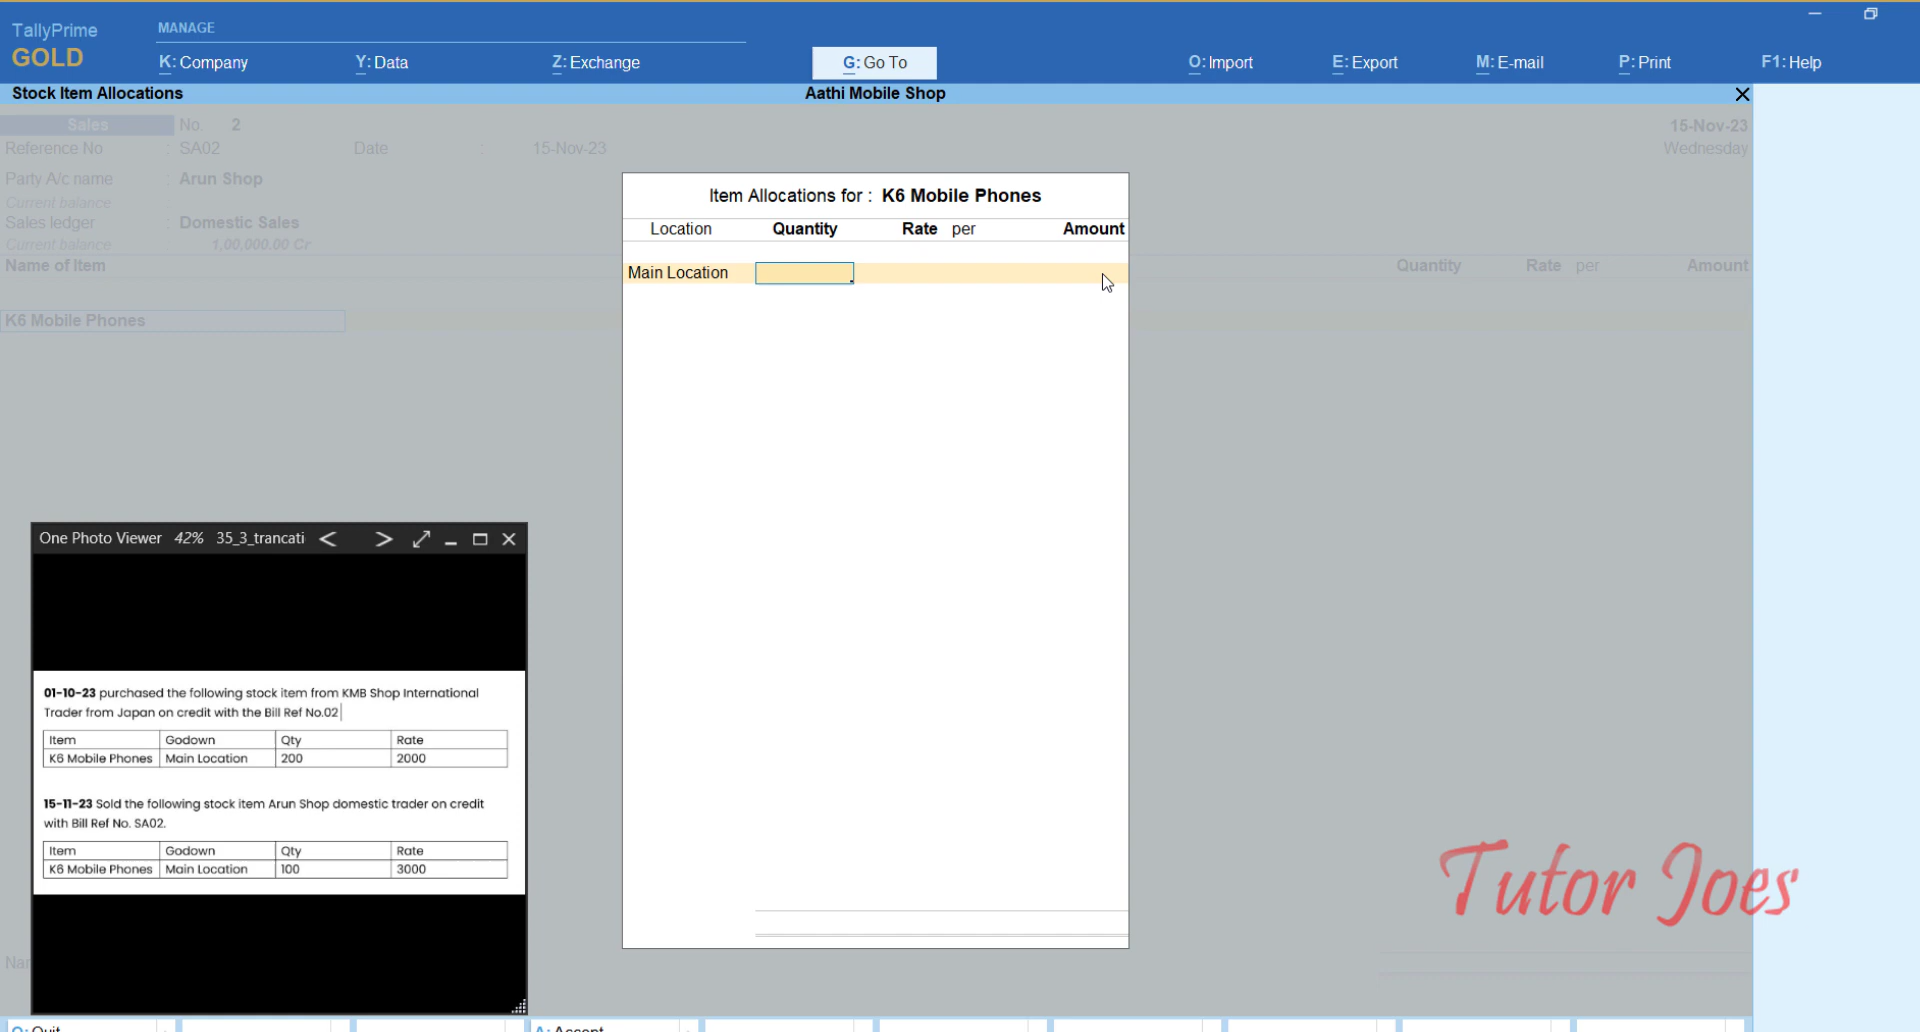 TallyPrime
GOLD
MANAGE
K: Company
Y: Data
Z: Exchange
G: Go To
O: Import
E: Export
M: E-mail
P: Print
F1: Help
Stock Item Allocations
Aathi Mobile Shop
Sales No. 2
15-Nov-23
Reference No : SA02 Date : 15-Nov-23
Wednesday
Party A/c name : Arun Shop
Current balance
Sales ledger : Domestic Sales
Current balance 1,00,000.00 Cr
Name of Item
Quantity Rate per Amount
K6 Mobile Phones
Item Allocations for : K6 Mobile Phones
Location Quantity Rate per Amount
Main Location
One Photo Viewer 42% 35_3_trancati
01-10-23 purchased the following stock item from KMB Shop International
Trader from Japan on credit with the Bill Ref No.02
Item Godown Qty Rate
K6 Mobile Phones Main Location 200 2000
15-11-23 Sold the following stock item Arun Shop domestic trader on credit
with Bill Ref No. SA02.
Item Godown Qty Rate
K6 Mobile Phones Main Location 100 3000
Tutor Joes
Q: Quit
A: Accept